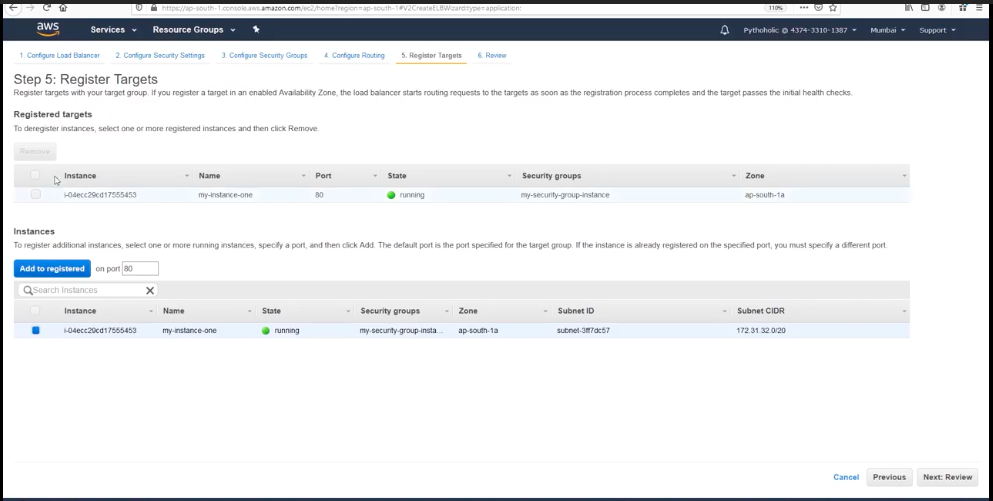 https://ap-south-1.console.aws.amazon.com/ec2/home?region=ap-south-1#V2CreateELBWizard:type=application:
110%
aws Services Resource Groups Pythoholic @ 4374-3310-1387 Mumbai Support
1. Configure Load Balancer 2. Configure Security Settings 3. Configure Security Groups 4. Configure Routing 5. Register Targets 6. Review
Step 5: Register Targets
Register targets with your target group. If you register a target in an enabled Availability Zone, the load balancer starts routing requests to the targets as soon as the registration process completes and the target passes the initial health checks.
Registered targets
To deregister instances, select one or more registered instances and then click Remove.
Remove
Instance Name Port State Security groups Zone
i-04ecc29cd17555453 my-instance-one 80 running my-security-group-instance ap-south-1a
Instances
To register additional instances, select one or more running instances, specify a port, and then click Add. The default port is the port specified for the target group. If the instance is already registered on the specified port, you must specify a different port.
Add to registered on port 80
Search Instances
Instance Name State Security groups Zone Subnet ID Subnet CIDR
i-04ecc29cd17555453 my-instance-one running my-security-group-insta... ap-south-1a subnet-3ff7dc57 172.31.32.0/20
Cancel Previous Next: Review